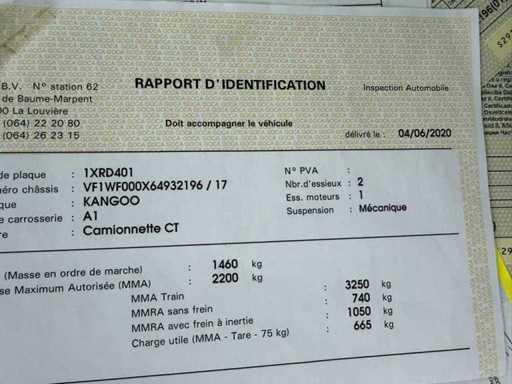 B.V. N° station 62
de Baume-Marpent
00 La Louvière
(064) 22 20 80
(064) 26 23 15
RAPPORT D'IDENTIFICATION
Inspection Automobile
Doit accompagner le véhicule
délivré le : 04/06/2020
de plaque : 1XRD401
éro châssis : VF1WF000X64932196 / 17
que : KANGOO
e carrosserie : A1
re : Camionnette CT
N° PVA :
Nbr.d'essieux : 2
Ess. moteurs : 1
Suspension : Mécanique
(Masse en ordre de marche) : 1460 kg
se Maximum Autorisée (MMA) : 2200 kg
MMA Train : 3250 kg
MMRA sans frein : 740 kg
MMRA avec frein à inertie : 1050 kg
Charge utile (MMA - Tare - 75 kg) : 665 kg